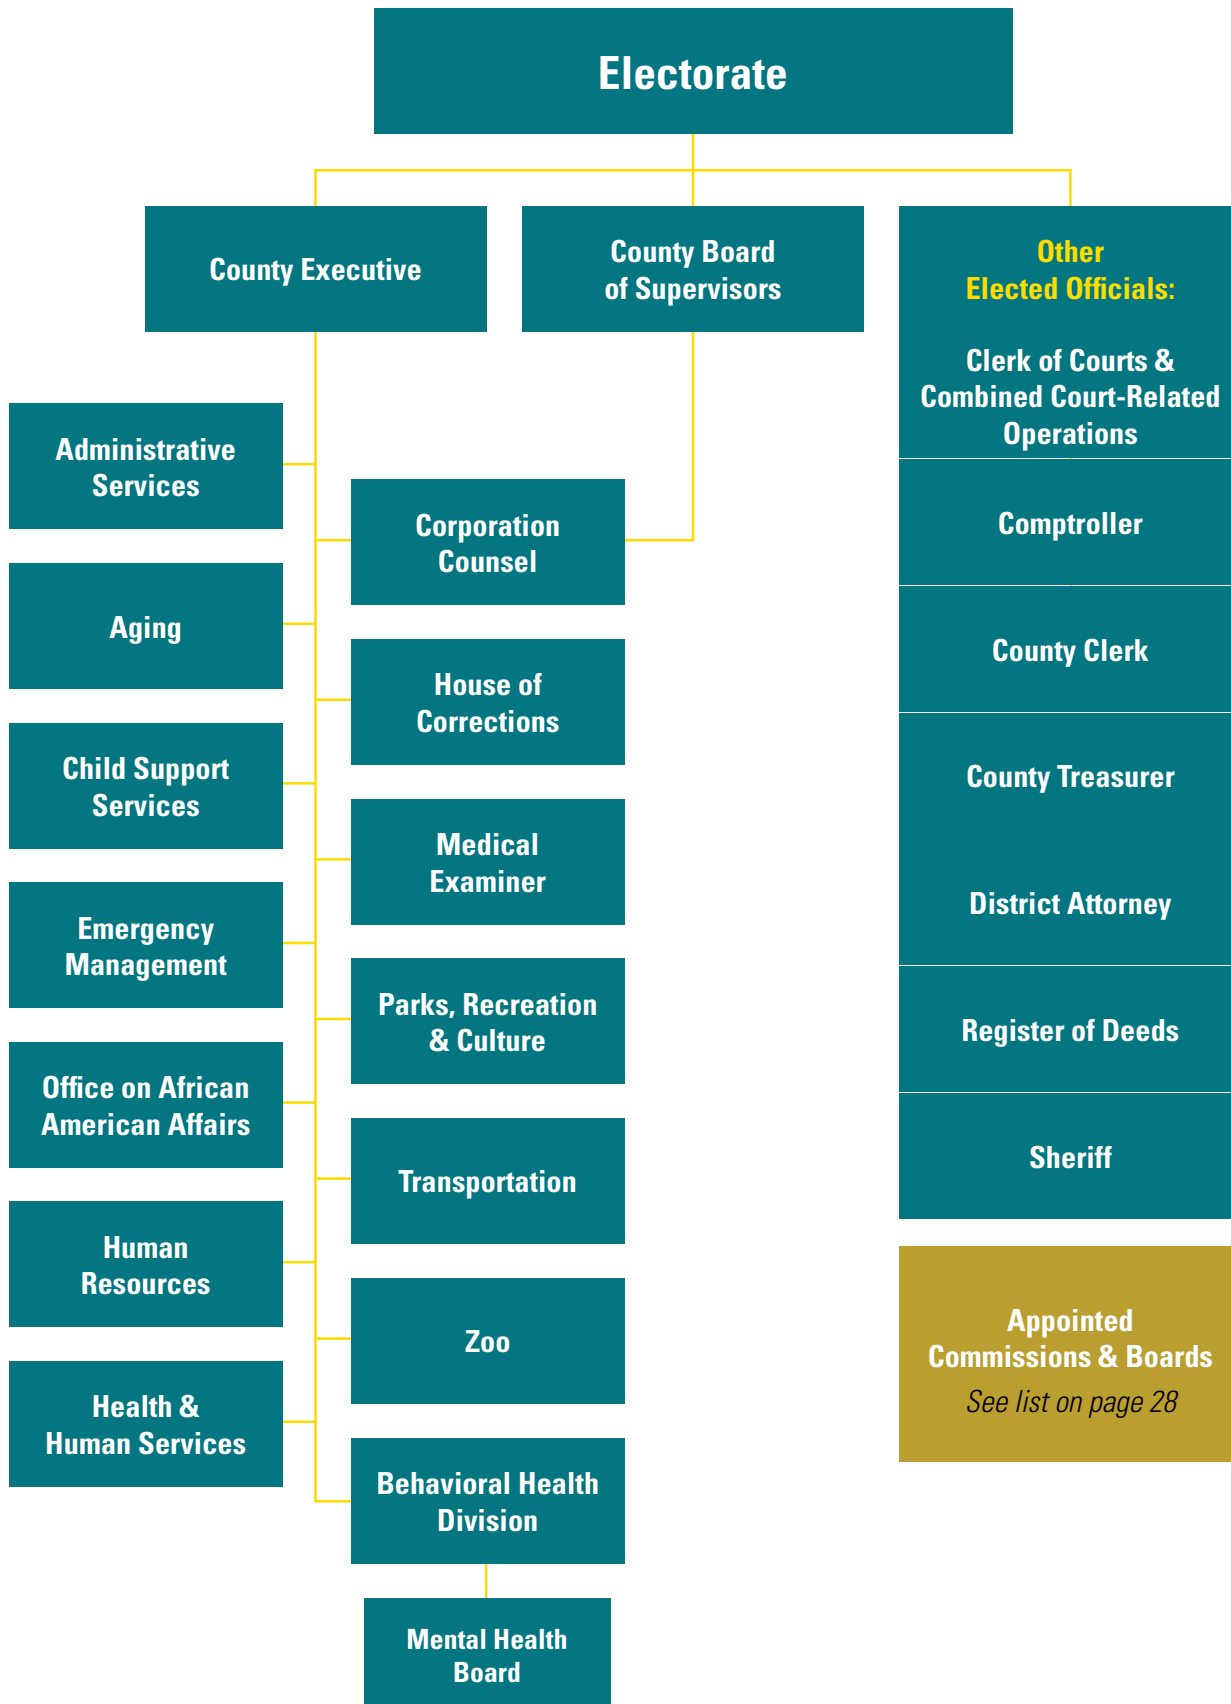 Electorate
County Executive
County Board
of Supervisors
Other
Elected Officials:
Clerk of Courts &
Combined Court-Related
Operations
Comptroller
County Clerk
County Treasurer
District Attorney
Register of Deeds
Sheriff
Appointed
Commissions & Boards
See list on page 28
Administrative
Services
Aging
Child Support
Services
Emergency
Management
Office on African
American Affairs
Human
Resources
Health &
Human Services
Corporation
Counsel
House of
Corrections
Medical
Examiner
Parks, Recreation
& Culture
Transportation
Zoo
Behavioral Health
Division
Mental Health
Board